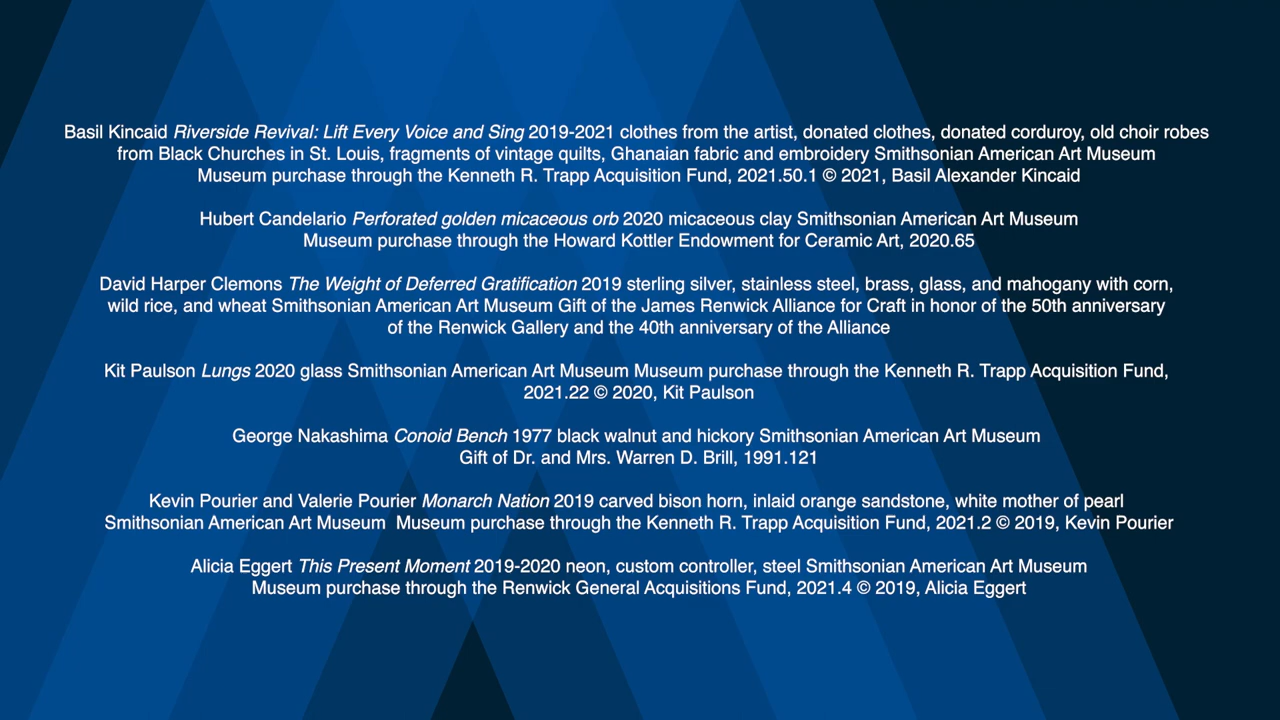 Basil Kincaid Riverside Revival: Lift Every Voice and Sing 2019-2021 clothes from the artist, donated clothes, donated corduroy, old choir robes
from Black Churches in St. Louis, fragments of vintage quilts, Ghanaian fabric and embroidery Smithsonian American Art Museum
Museum purchase through the Kenneth R. Trapp Acquisition Fund, 2021.50.1 © 2021, Basil Alexander Kincaid
Hubert Candelario Perforated golden micaceous orb 2020 micaceous clay Smithsonian American Art Museum
Museum purchase through the Howard Kottler Endowment for Ceramic Art, 2020.65
David Harper Clemons The Weight of Deferred Gratification 2019 sterling silver, stainless steel, brass, glass, and mahogany with corn,
wild rice, and wheat Smithsonian American Art Museum Gift of the James Renwick Alliance for Craft in honor of the 50th anniversary
of the Renwick Gallery and the 40th anniversary of the Alliance
Kit Paulson Lungs 2020 glass Smithsonian American Art Museum Museum purchase through the Kenneth R. Trapp Acquisition Fund,
2021.22 © 2020, Kit Paulson
George Nakashima Conoid Bench 1977 black walnut and hickory Smithsonian American Art Museum
Gift of Dr. and Mrs. Warren D. Brill, 1991.121
Kevin Pourier and Valerie Pourier Monarch Nation 2019 carved bison horn, inlaid orange sandstone, white mother of pearl
Smithsonian American Art Museum  Museum purchase through the Kenneth R. Trapp Acquisition Fund, 2021.2 © 2019, Kevin Pourier
Alicia Eggert This Present Moment 2019-2020 neon, custom controller, steel Smithsonian American Art Museum
Museum purchase through the Renwick General Acquisitions Fund, 2021.4 © 2019, Alicia Eggert